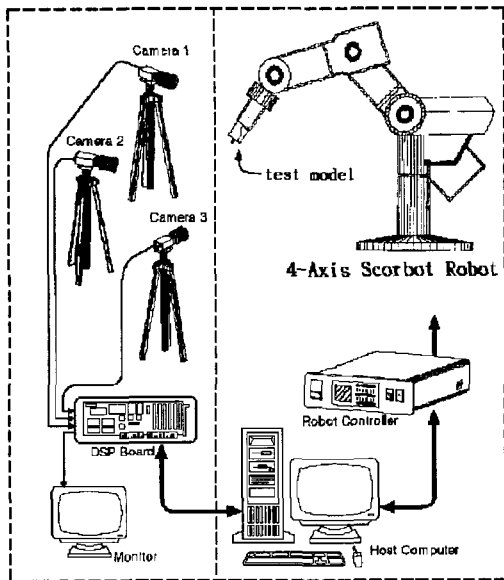 Camera 1
Camera 2
Camera 3
test model
4-Axis Scorbot Robot
Robot Controller
DSP Board
Monitor
Host Computer